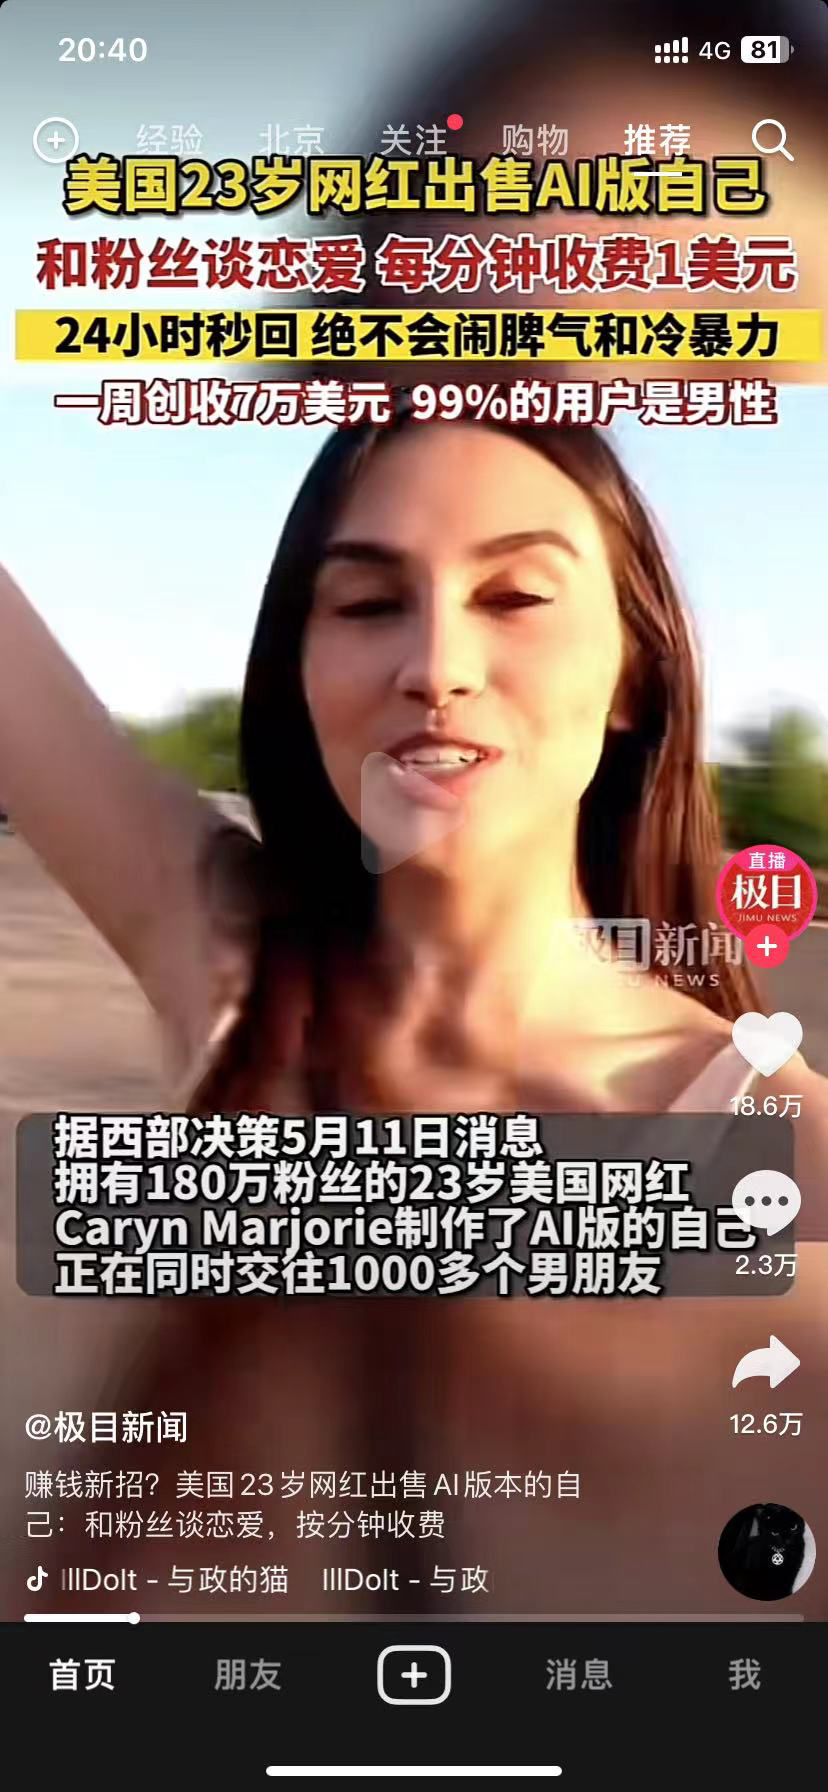 20:40
4G
81
经验 北京 关注 购物 推荐
美国23岁网红出售AI版自己
和粉丝谈恋爱 每分钟收费1美元
24小时秒回 绝不会闹脾气和冷暴力
一周创收7万美元 99%的用户是男性
直播
极目
JIMU NEWS
极目新闻
NEWS
18.6万
据西部决策5月11日消息
拥有180万粉丝的23岁美国网红
Caryn Marjorie制作了AI版的自己
正在同时交往1000多个男朋友
2.3万
12.6万
@极目新闻
赚钱新招？美国23岁网红出售AI版本的自
己：和粉丝谈恋爱，按分钟收费
IllDolt - 与政的猫 IllDolt - 与政
首页 朋友 消息 我